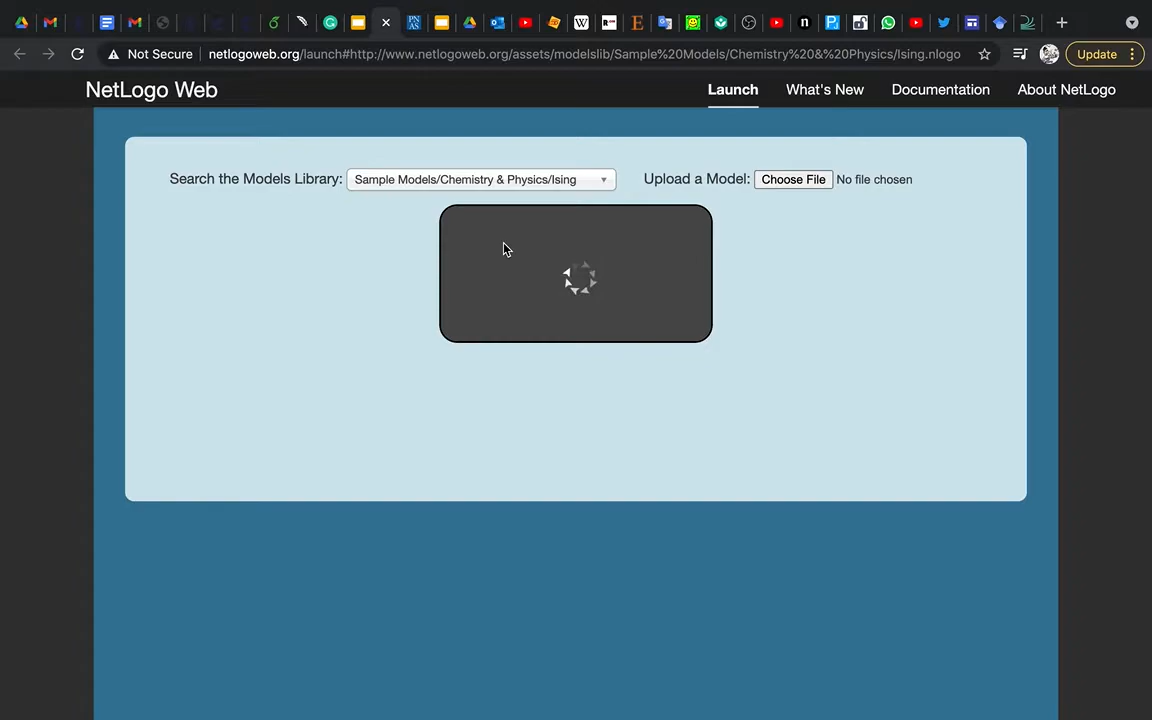 Not Secure
netlogoweb.org/launch#http://www.netlogoweb.org/assets/modelslib/Sample%20Models/Chemistry%20&%20Physics/Ising.nlogo
Update
NetLogo Web
Launch
What's New
Documentation
About NetLogo
Search the Models Library:
Sample Models/Chemistry & Physics/Ising
Upload a Model:
Choose File
No file chosen